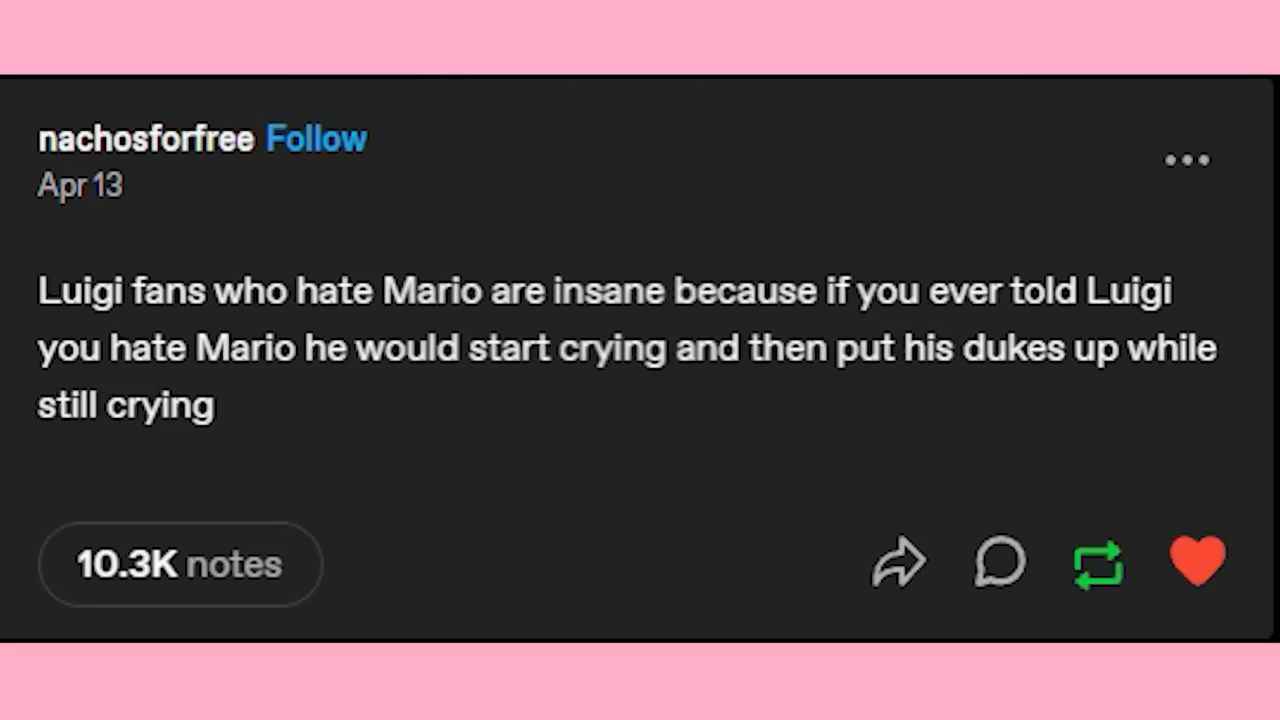 nachosforfree Follow
Apr 13
Luigi fans who hate Mario are insane because if you ever told Luigi
you hate Mario he would start crying and then put his dukes up while
still crying
10.3K notes